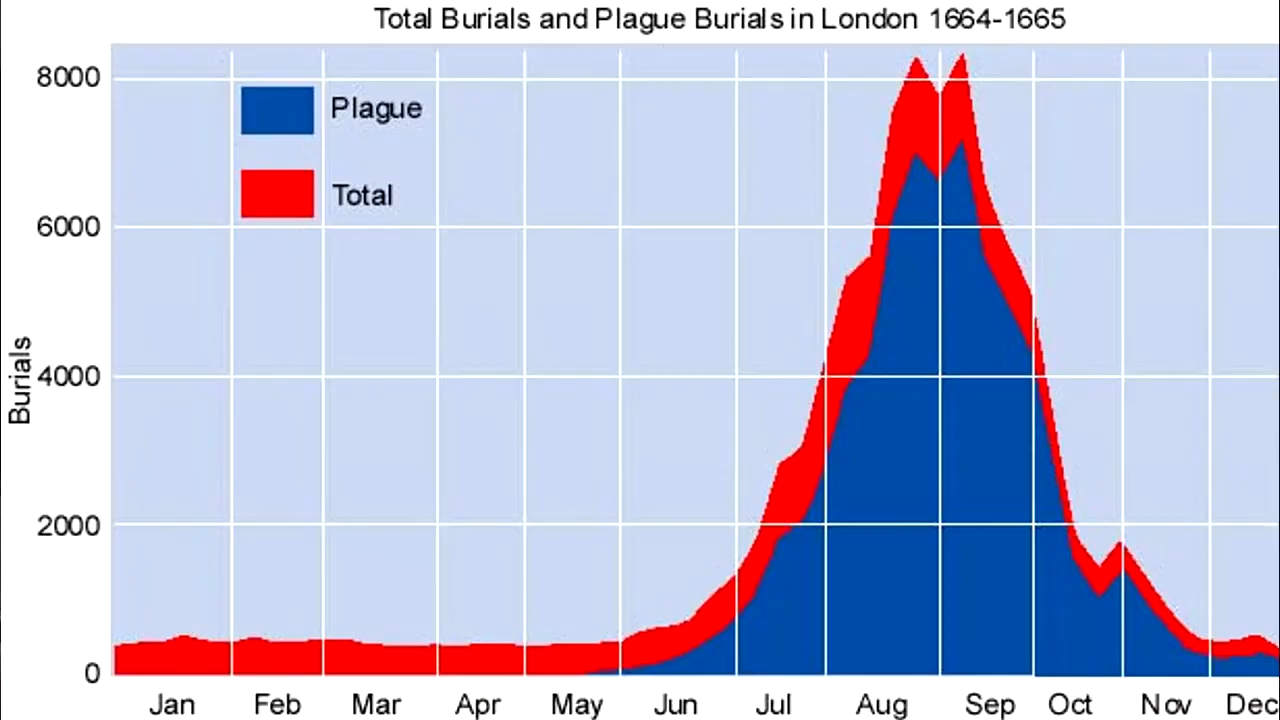 Total Burials and Plague Burials in London 1664-1665
8000
Plague
Total
6000
Burials
4000
2000
0
Jan Feb Mar Apr May Jun Jul Aug Sep Oct Nov Dec